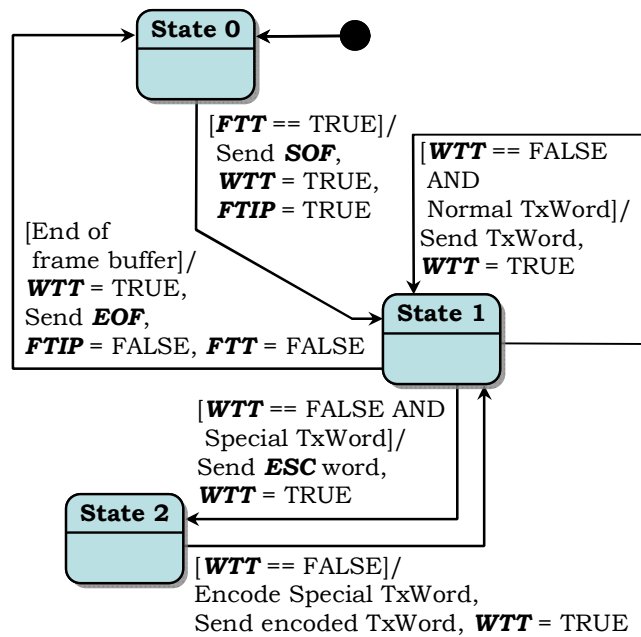 State 0
[FTT == TRUE]/
Send SOF,
WTT = TRUE,
FTIP = TRUE
[WTT == FALSE
AND
Normal TxWord]/
Send TxWord,
WTT = TRUE
[End of
frame buffer]/
WTT = TRUE,
Send EOF,
FTIP = FALSE, FTT = FALSE
State 1
[WTT == FALSE AND
Special TxWord]/
Send ESC word,
WTT = TRUE
State 2
[WTT == FALSE]/
Encode Special TxWord,
Send encoded TxWord, WTT = TRUE